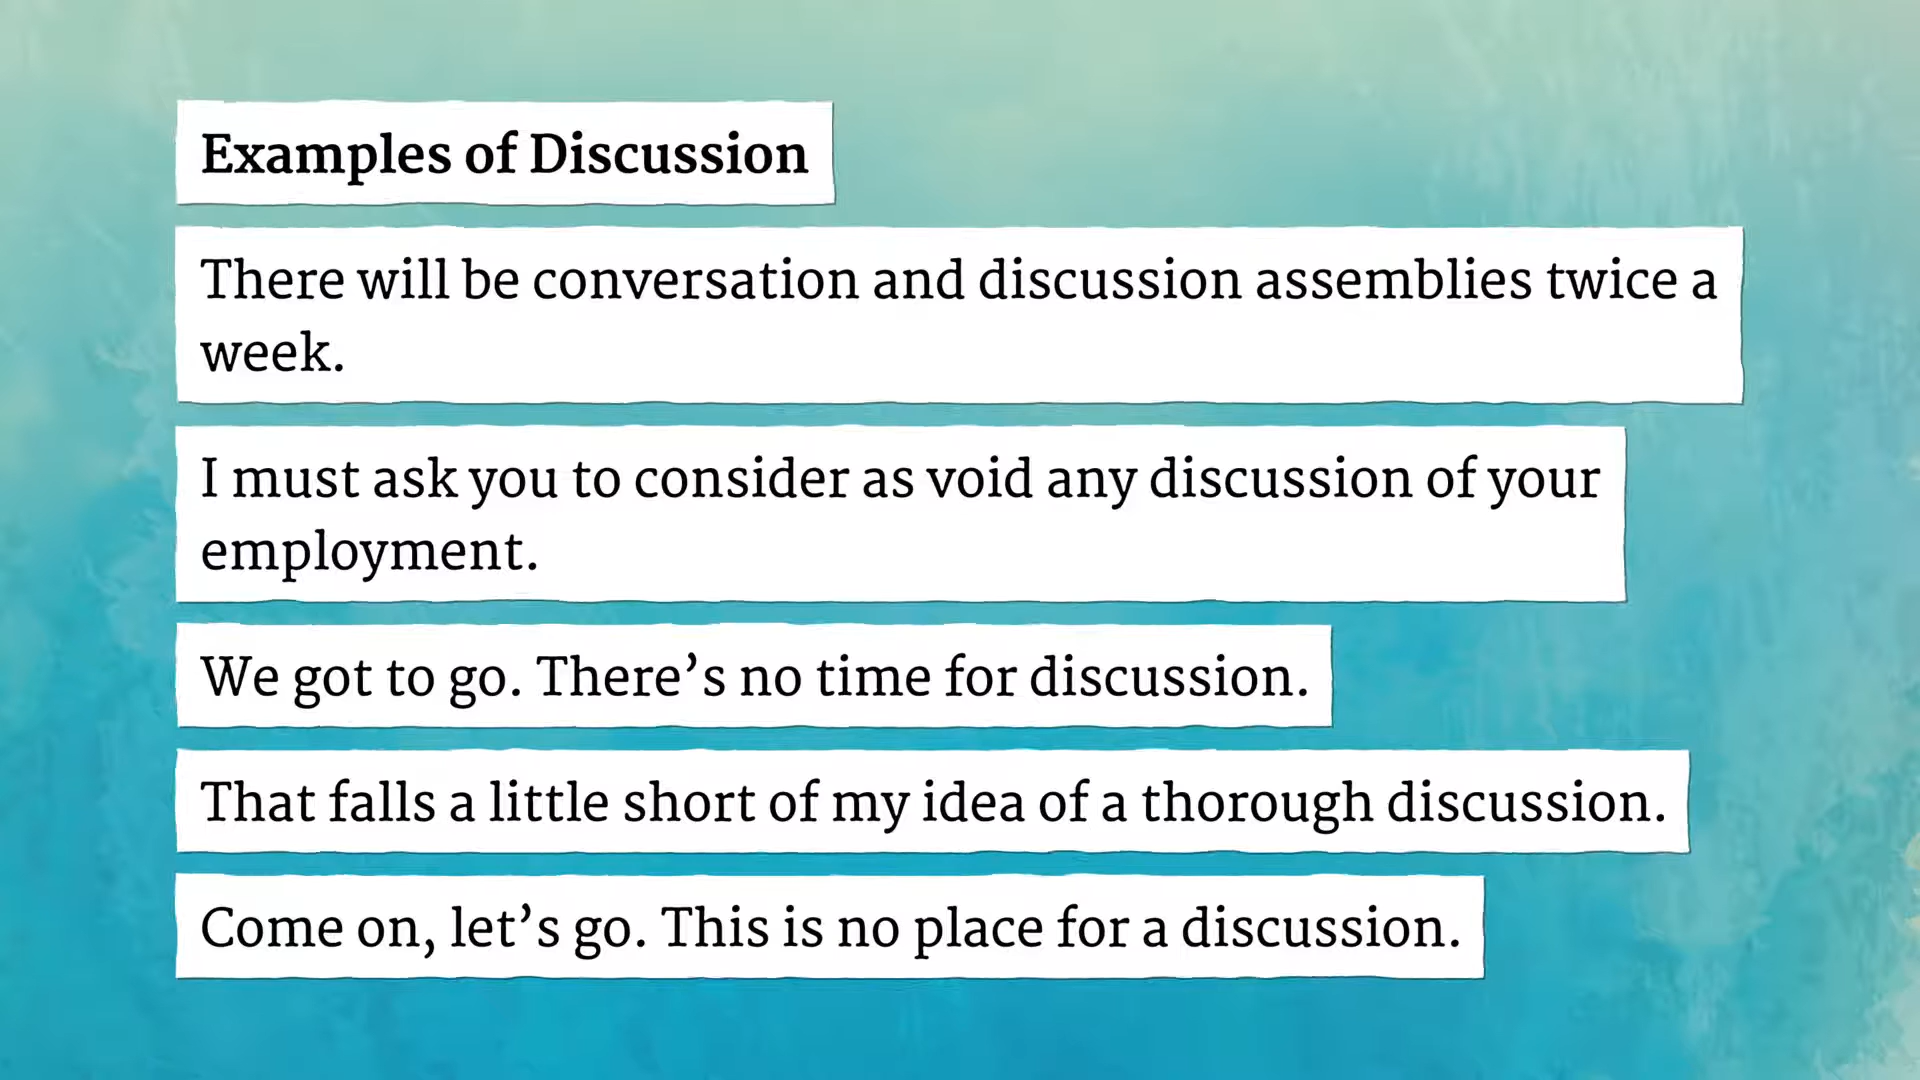 Examples of Discussion
There will be conversation and discussion assemblies twice a
week.
I must ask you to consider as void any discussion of your
employment.
We got to go. There’s no time for discussion.
That falls a little short of my idea of a thorough discussion.
Come on, let’s go. This is no place for a discussion.